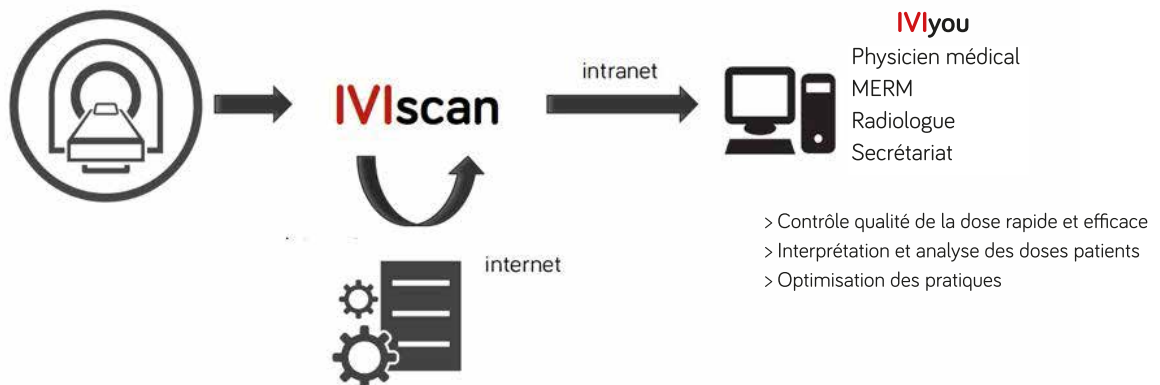 IVIscan
intranet
internet
IVIyou
Physicien médical
MERM
Radiologue
Secrétariat
> Contrôle qualité de la dose rapide et efficace
> Interprétation et analyse des doses patients
> Optimisation des pratiques